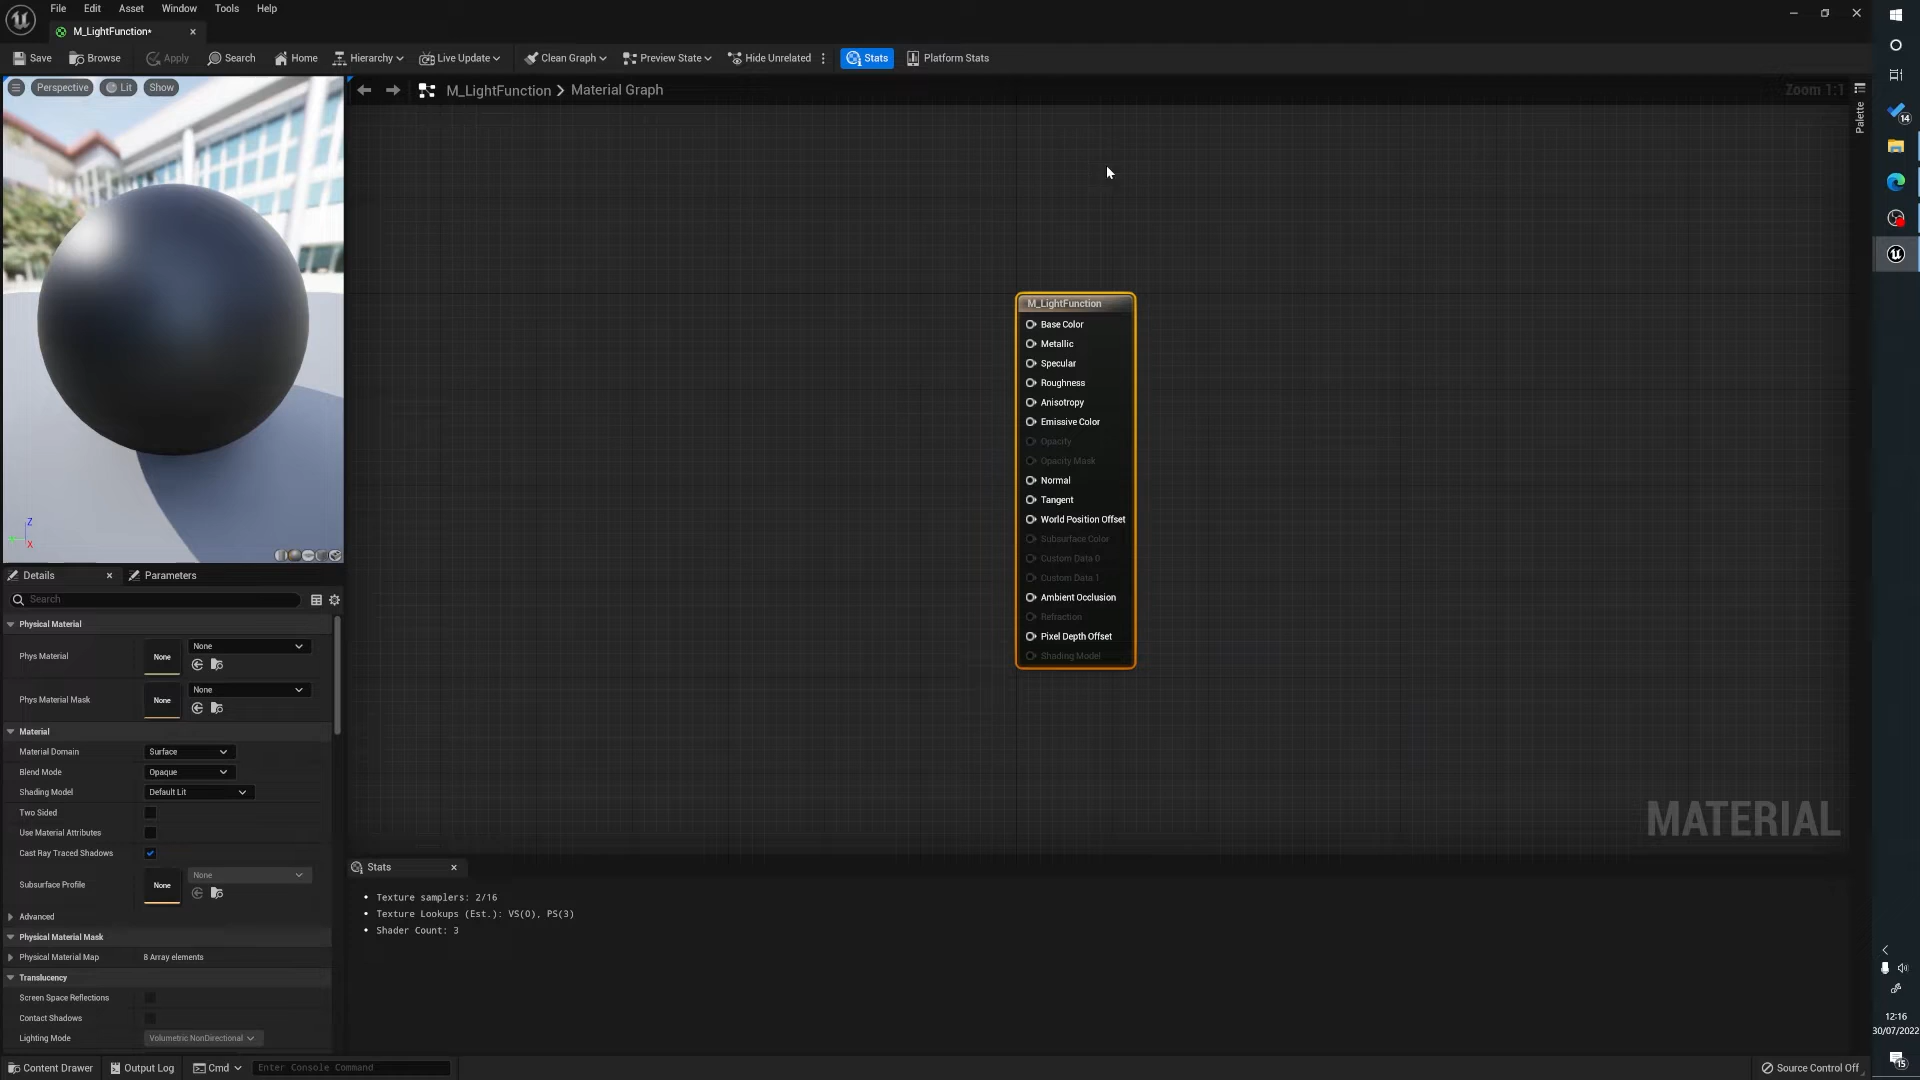 File Edit Asset Window Tools Help
M_LightFunction*
Save Browse Apply Search Home Hierarchy Live Update Clean Graph Preview State Hide Unrelated Stats Platform Stats
Perspective Lit Show
M_LightFunction > Material Graph
Zoom 1:1
Palette
14
M_LightFunction
Base Color
Metallic
Specular
Roughness
Anisotropy
Emissive Color
Opacity
Opacity Mask
Normal
Tangent
World Position Offset
Subsurface Color
Custom Data 0
Custom Data 1
Ambient Occlusion
Refraction
Pixel Depth Offset
Shading Model
MATERIAL
Z
X
Details Parameters
Search
Physical Material
Phys Material None None
Phys Material Mask None None
Material
Material Domain Surface
Blend Mode Opaque
Shading Model Default Lit
Two Sided
Use Material Attributes
Cast Ray Traced Shadows
Subsurface Profile None None
Advanced
Physical Material Mask
Physical Material Map 8 Array elements
Translucency
Screen Space Reflections
Contact Shadows
Lighting Mode Volumetric NonDirectional
Stats
• Texture samplers: 2/16
• Texture Lookups (Est.): VS(0), PS(3)
• Shader Count: 3
Content Drawer Output Log Cmd Enter Console Command
Source Control Off
12:16
30/07/2022
15